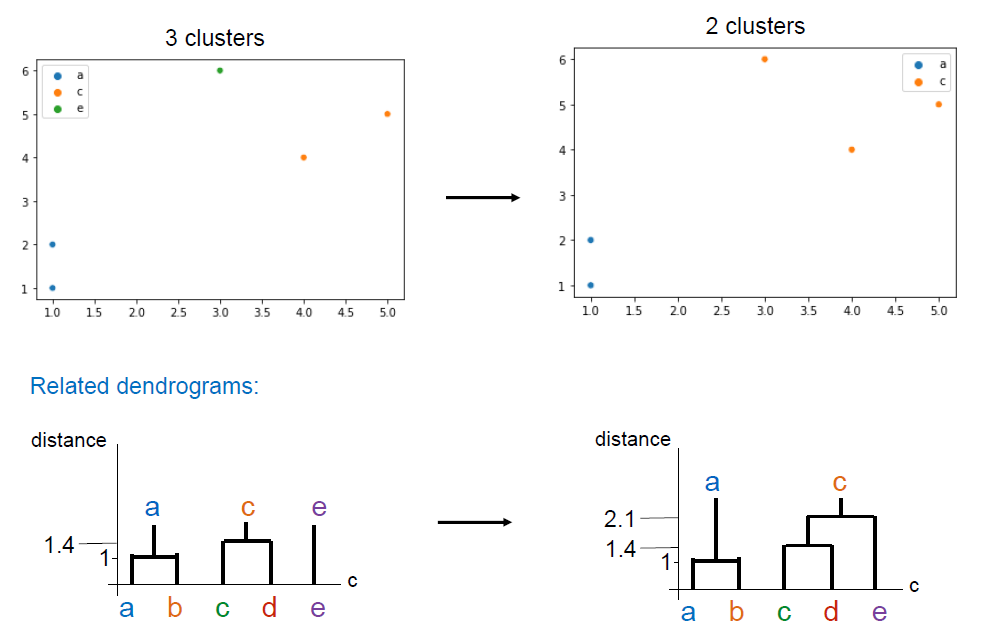 3 clusters
2 clusters
6
5
4
3
2
1
a
c
e
1.0 1.5 2.0 2.5 3.0 3.5 4.0 4.5 5.0
6
5
4
3
2
1
a
c
1.0 1.5 2.0 2.5 3.0 3.5 4.0 4.5 5.0
Related dendrograms:
distance
a c e
1.4
1
c
a b c d e
distance
a c
2.1
1.4
1
c
a b c d e